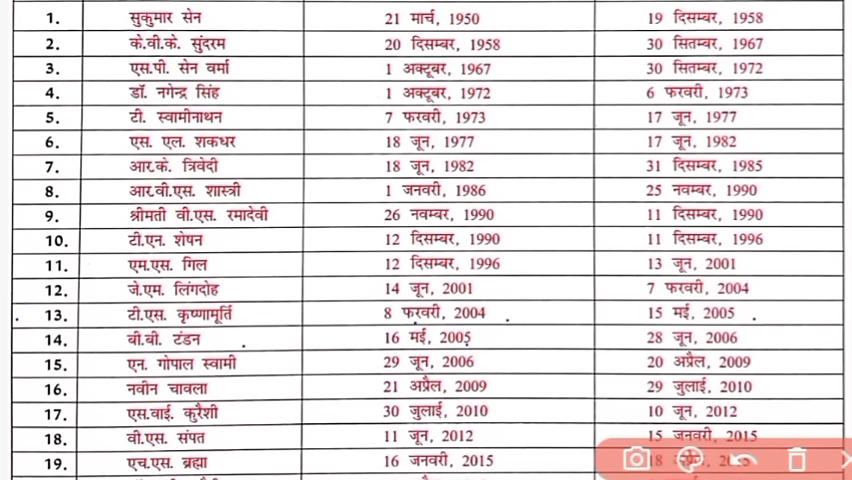 1. सुकुमार सेन 21 मार्च, 1950 19 दिसम्बर, 1958
2. के.वी.के. सुंदरम 20 दिसम्बर, 1958 30 सितम्बर, 1967
3. एस.पी. सेन वर्मा 1 अक्टूबर, 1967 30 सितम्बर, 1972
4. डॉ. नगेन्द्र सिंह 1 अक्टूबर, 1972 6 फरवरी, 1973
5. टी. स्वामीनाथन 7 फरवरी, 1973 17 जून, 1977
6. एस. एल. शकधर 18 जून, 1977 17 जून, 1982
7. आर.के. त्रिवेदी 18 जून, 1982 31 दिसम्बर, 1985
8. आर.वी.एस. शास्त्री 1 जनवरी, 1986 25 नवम्बर, 1990
9. श्रीमती वी.एस. रमादेवी 26 नवम्बर, 1990 11 दिसम्बर, 1990
10. टी.एन. शेषन 12 दिसम्बर, 1990 11 दिसम्बर, 1996
11. एम.एस. गिल 12 दिसम्बर, 1996 13 जून, 2001
12. जे.एम. लिंगदोह 14 जून, 2001 7 फरवरी, 2004
13. टी.एस. कृष्णामूर्ति 8 फरवरी, 2004 15 मई, 2005
14. बी.बी. टंडन 16 मई, 2005 28 जून, 2006
15. एन. गोपाल स्वामी 29 जून, 2006 20 अप्रैल, 2009
16. नवीन चावला 21 अप्रैल, 2009 29 जुलाई, 2010
17. एस.वाई. कुरैशी 30 जुलाई, 2010 10 जून, 2012
18. वी.एस. संपत 11 जून, 2012 15 जनवरी, 2015
19. एच.एस. ब्रह्मा 16 जनवरी, 2015 18